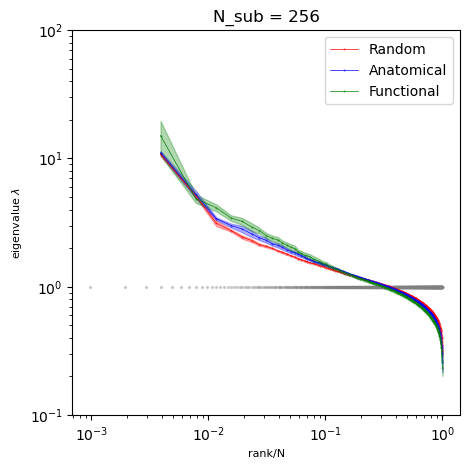 N_sub = 256
Random
Anatomical
Functional
10²
10¹
10⁰
10⁻¹
eigenvalue λ
10⁻³
10⁻²
10⁻¹
10⁰
rank/N